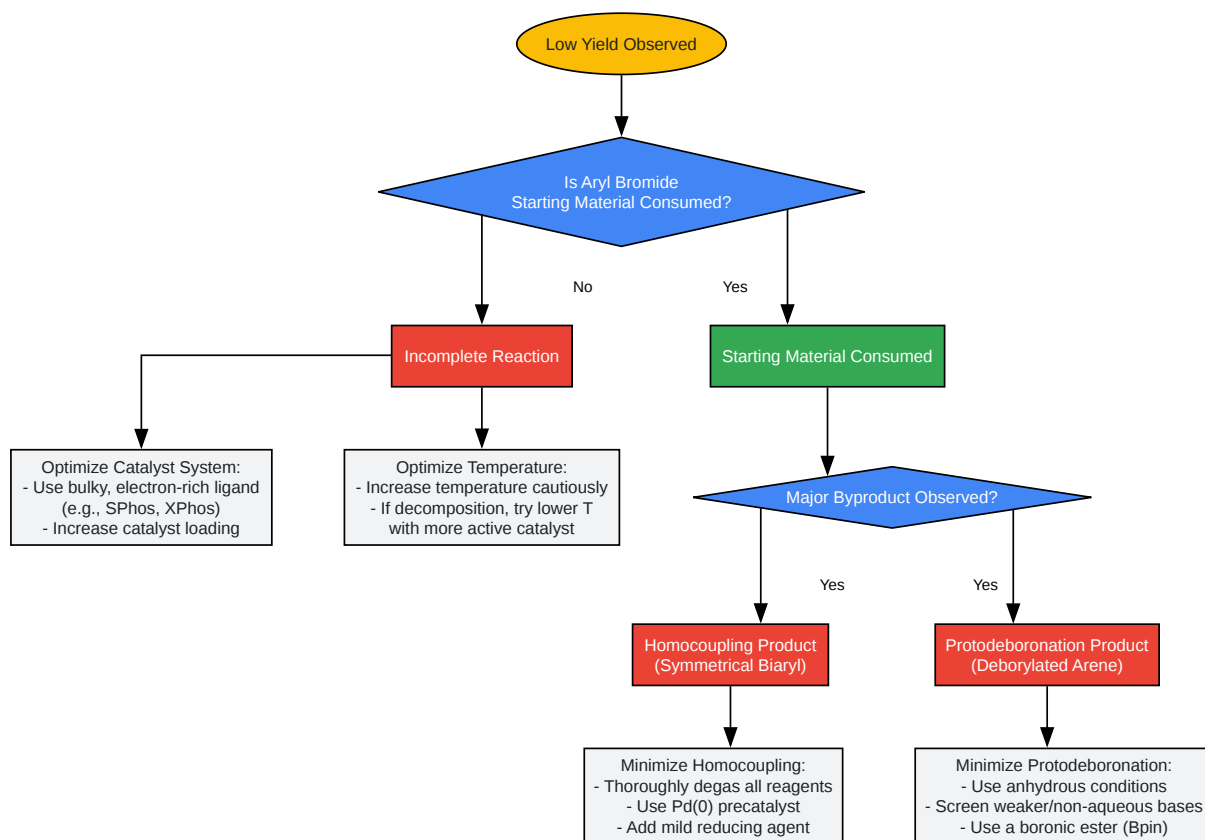 Low Yield Observed
Is Aryl Bromide
Starting Material Consumed?
No
Yes
Incomplete Reaction
Starting Material Consumed
Optimize Catalyst System:
- Use bulky, electron-rich ligand
(e.g., SPhos, XPhos)
- Increase catalyst loading
Optimize Temperature:
- Increase temperature cautiously
- If decomposition, try lower T
with more active catalyst
Major Byproduct Observed?
Yes
Yes
Homocoupling Product
(Symmetrical Biaryl)
Protodeboronation Product
(Deborylated Arene)
Minimize Homocoupling:
- Thoroughly degas all reagents
- Use Pd(0) precatalyst
- Add mild reducing agent
Minimize Protodeboronation:
- Use anhydrous conditions
- Screen weaker/non-aqueous bases
- Use a boronic ester (Bpin)